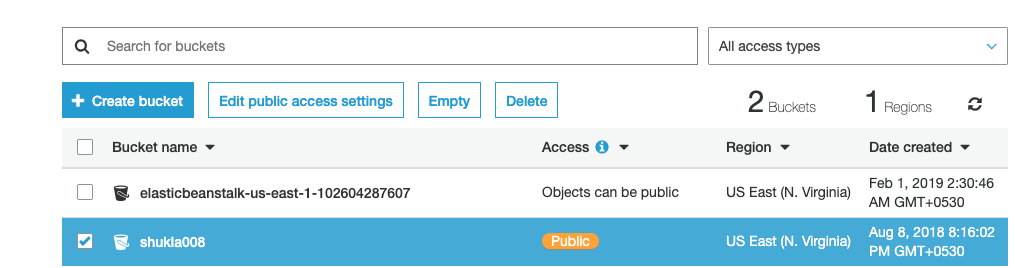 Search for buckets
All access types
+ Create bucket
Edit public access settings
Empty
Delete
2 Buckets
1 Regions
Bucket name
Access
Region
Date created
elasticbeanstalk-us-east-1-102604287607
Objects can be public
US East (N. Virginia)
Feb 1, 2019 2:30:46
AM GMT+0530
shukla008
Public
US East (N. Virginia)
Aug 8, 2018 8:16:02
PM GMT+0530